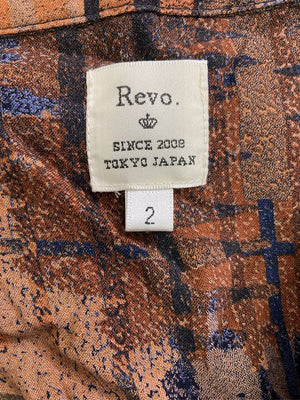 Revo.
SINCE 2008
TOKYO JAPAN
2